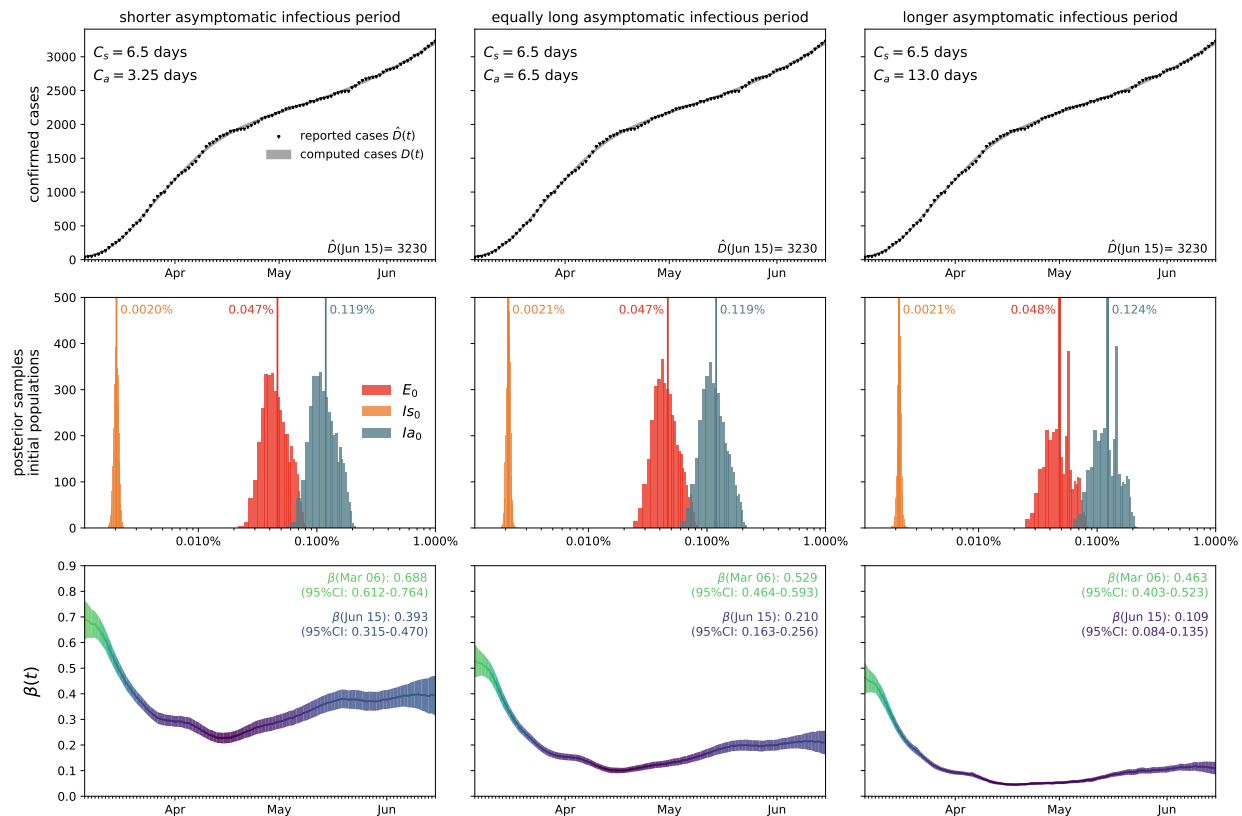 shorter asymptomatic infectious period
equally long asymptomatic infectious period
longer asymptomatic infectious period
confirmed cases
3000
2500
2000
1500
1000
500
0
C_s = 6.5 days
C_a = 3.25 days
reported cases D̂(t)
computed cases D(t)
D̂(Jun 15)= 3230
Apr May Jun
C_s = 6.5 days
C_a = 6.5 days
D̂(Jun 15)= 3230
Apr May Jun
C_s = 6.5 days
C_a = 13.0 days
D̂(Jun 15)= 3230
Apr May Jun
posterior samples
initial populations
500
400
300
200
100
0
0.0020% 0.047% 0.119%
E_0
Is_0
Ia_0
0.010% 0.100% 1.000%
0.0021% 0.047% 0.119%
0.010% 0.100% 1.000%
0.0021% 0.048% 0.124%
0.010% 0.100% 1.000%
β(t)
0.9
0.8
0.7
0.6
0.5
0.4
0.3
0.2
0.1
0.0
β(Mar 06): 0.688
(95%CI: 0.612-0.764)
β(Jun 15): 0.393
(95%CI: 0.315-0.470)
Apr May Jun
β(Mar 06): 0.529
(95%CI: 0.464-0.593)
β(Jun 15): 0.210
(95%CI: 0.163-0.256)
Apr May Jun
β(Mar 06): 0.463
(95%CI: 0.403-0.523)
β(Jun 15): 0.109
(95%CI: 0.084-0.135)
Apr May Jun